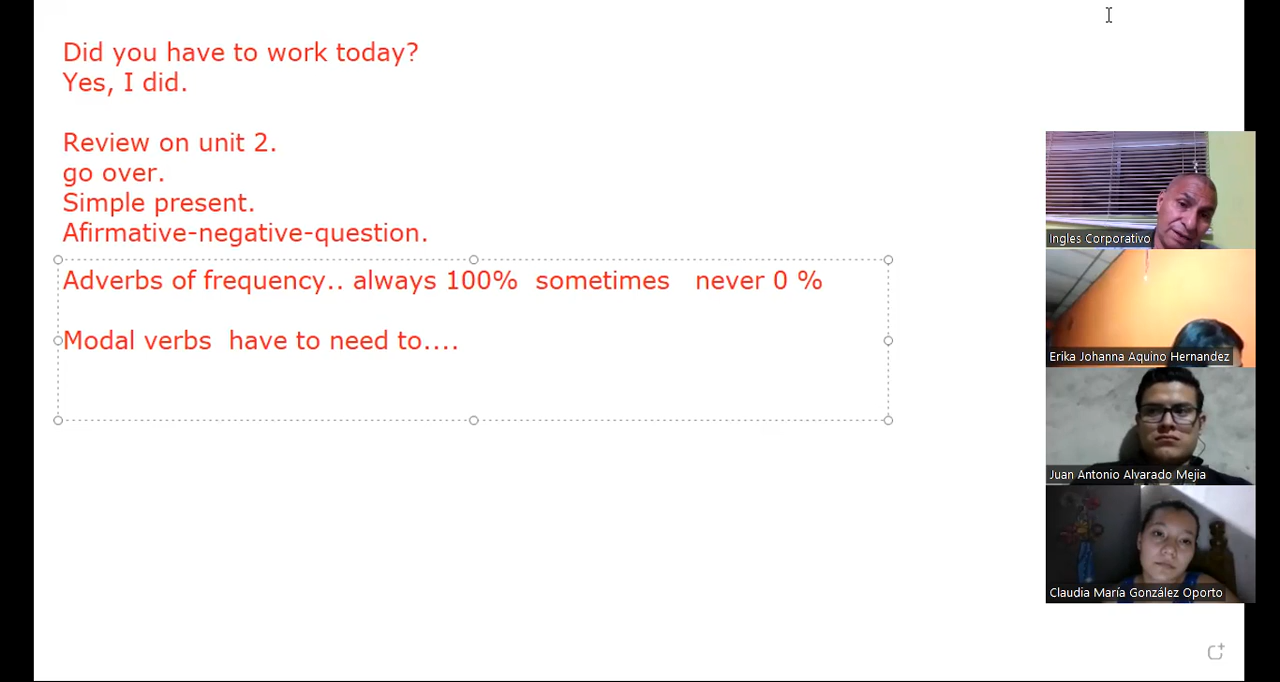 Did you have to work today?
Yes, I did.
Review on unit 2.
go over.
Simple present.
Afirmative-negative-question.
Adverbs of frequency.. always 100%  sometimes   never 0 %
Modal verbs  have to need to....
Ingles Corporativo
Erika Johanna Aquino Hernandez
Juan Antonio Alvarado Mejia
Claudia María González Oporto